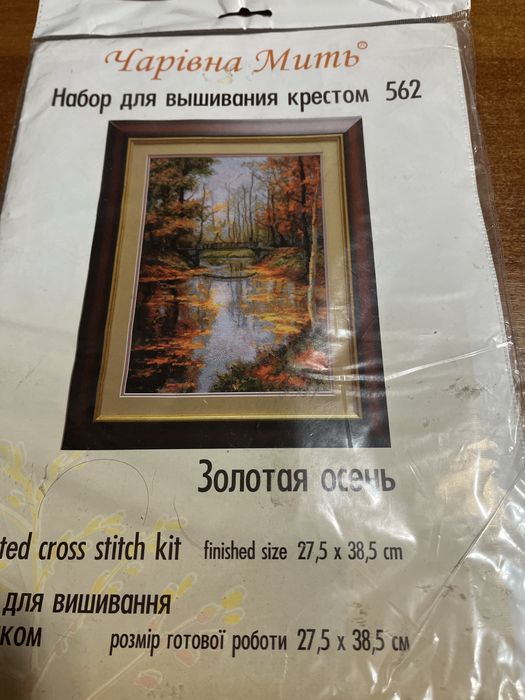 Чарівна Мить®
Набор для вышивания крестом 562
Золотая осень
ted cross stitch kit finished size 27,5 x 38,5 cm
для вишивання
ком розмір готової роботи 27,5 х 38,5 см